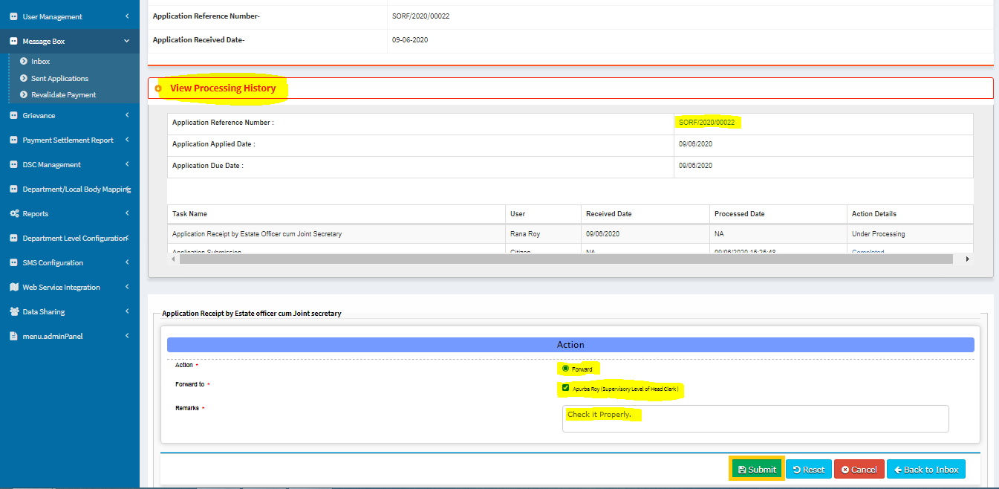 User Management
Message Box
Inbox
Sent Applications
Revalidate Payment
Grievance
Payment Settlement Report
DSC Management
Department/Local Body Mapping
Reports
Department Level Configuration
SMS Configuration
Web Service Integration
Data Sharing
menu.adminPanel
Application Reference Number- SORF/2020/00022
Application Received Date- 09-06-2020
View Processing History
Application Reference Number : SORF/2020/00022
Application Applied Date : 09/06/2020
Application Due Date : 09/06/2020
Task Name User Received Date Processed Date Action Details
Application Receipt by Estate Officer cum Joint Secretary Rana Roy 09/06/2020 NA Under Processing
Application Submission Citizen NA 09/06/2020 15:25:48 Completed
Application Receipt by Estate officer cum Joint secretary
Action
Action * Forward
Forward to * Apurba Roy (Supervisory Level of Head Clerk )
Remarks * Check it Properly.
Submit Reset Cancel Back to Inbox